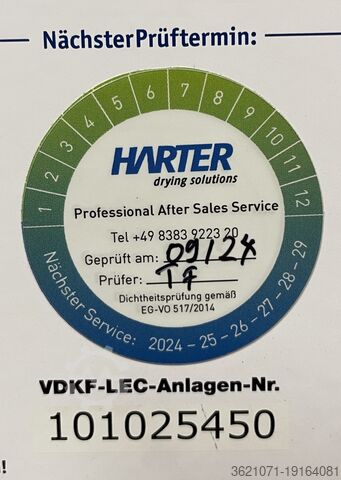 NächsterPrüftermin:
1 2 3 4 5 6 7 8 9 10 11 12
HARTER
drying solutions
Professional After Sales Service
Tel +49 8383 9223 20
Geprüft am: 09/24
Prüfer: TF
Dichtheitsprüfung gemäß
EG-VO 517/2014
Nächster Service: 2024 - 25 - 26 - 27 - 28 - 29
VDKF-LEC-Anlagen-Nr.
101025450
!
3621071-19164081